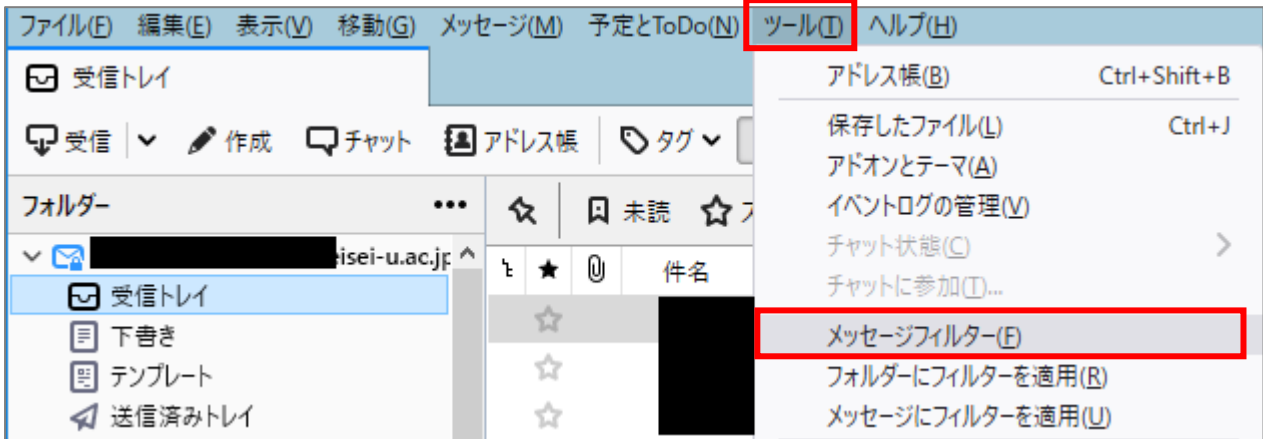 ファイル(F) 編集(E) 表示(V) 移動(G) メッセージ(M) 予定とToDo(N) ツール(T) ヘルプ(H)
受信トレイ
受信 作成 チャット アドレス帳 タグ
フォルダー
未読
eisei-u.ac.jp
件名
受信トレイ
下書き
テンプレート
送信済みトレイ
アドレス帳(B) Ctrl+Shift+B
保存したファイル(L) Ctrl+J
アドオンとテーマ(A)
イベントログの管理(V)
チャット状態(C)
チャットに参加(T)...
メッセージフィルター(F)
フォルダーにフィルターを適用(R)
メッセージにフィルターを適用(U)